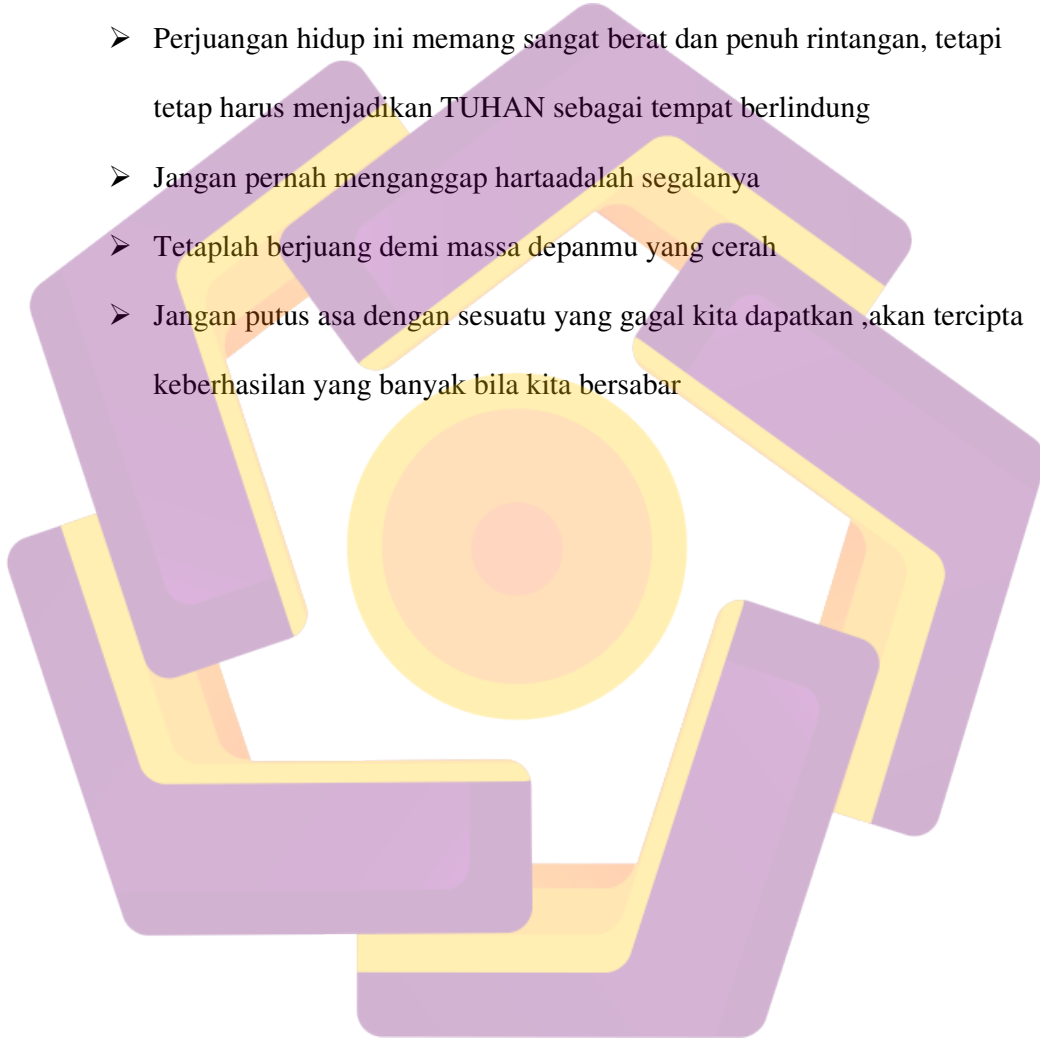 ➢ Perjuangan hidup ini memang sangat berat dan penuh rintangan, tetapi
tetap harus menjadikan TUHAN sebagai tempat berlindung
➢ Jangan pernah menganggap hartaadalah segalanya
➢ Tetaplah berjuang demi massa depanmu yang cerah
➢ Jangan putus asa dengan sesuatu yang gagal kita dapatkan ,akan tercipta
keberhasilan yang banyak bila kita bersabar